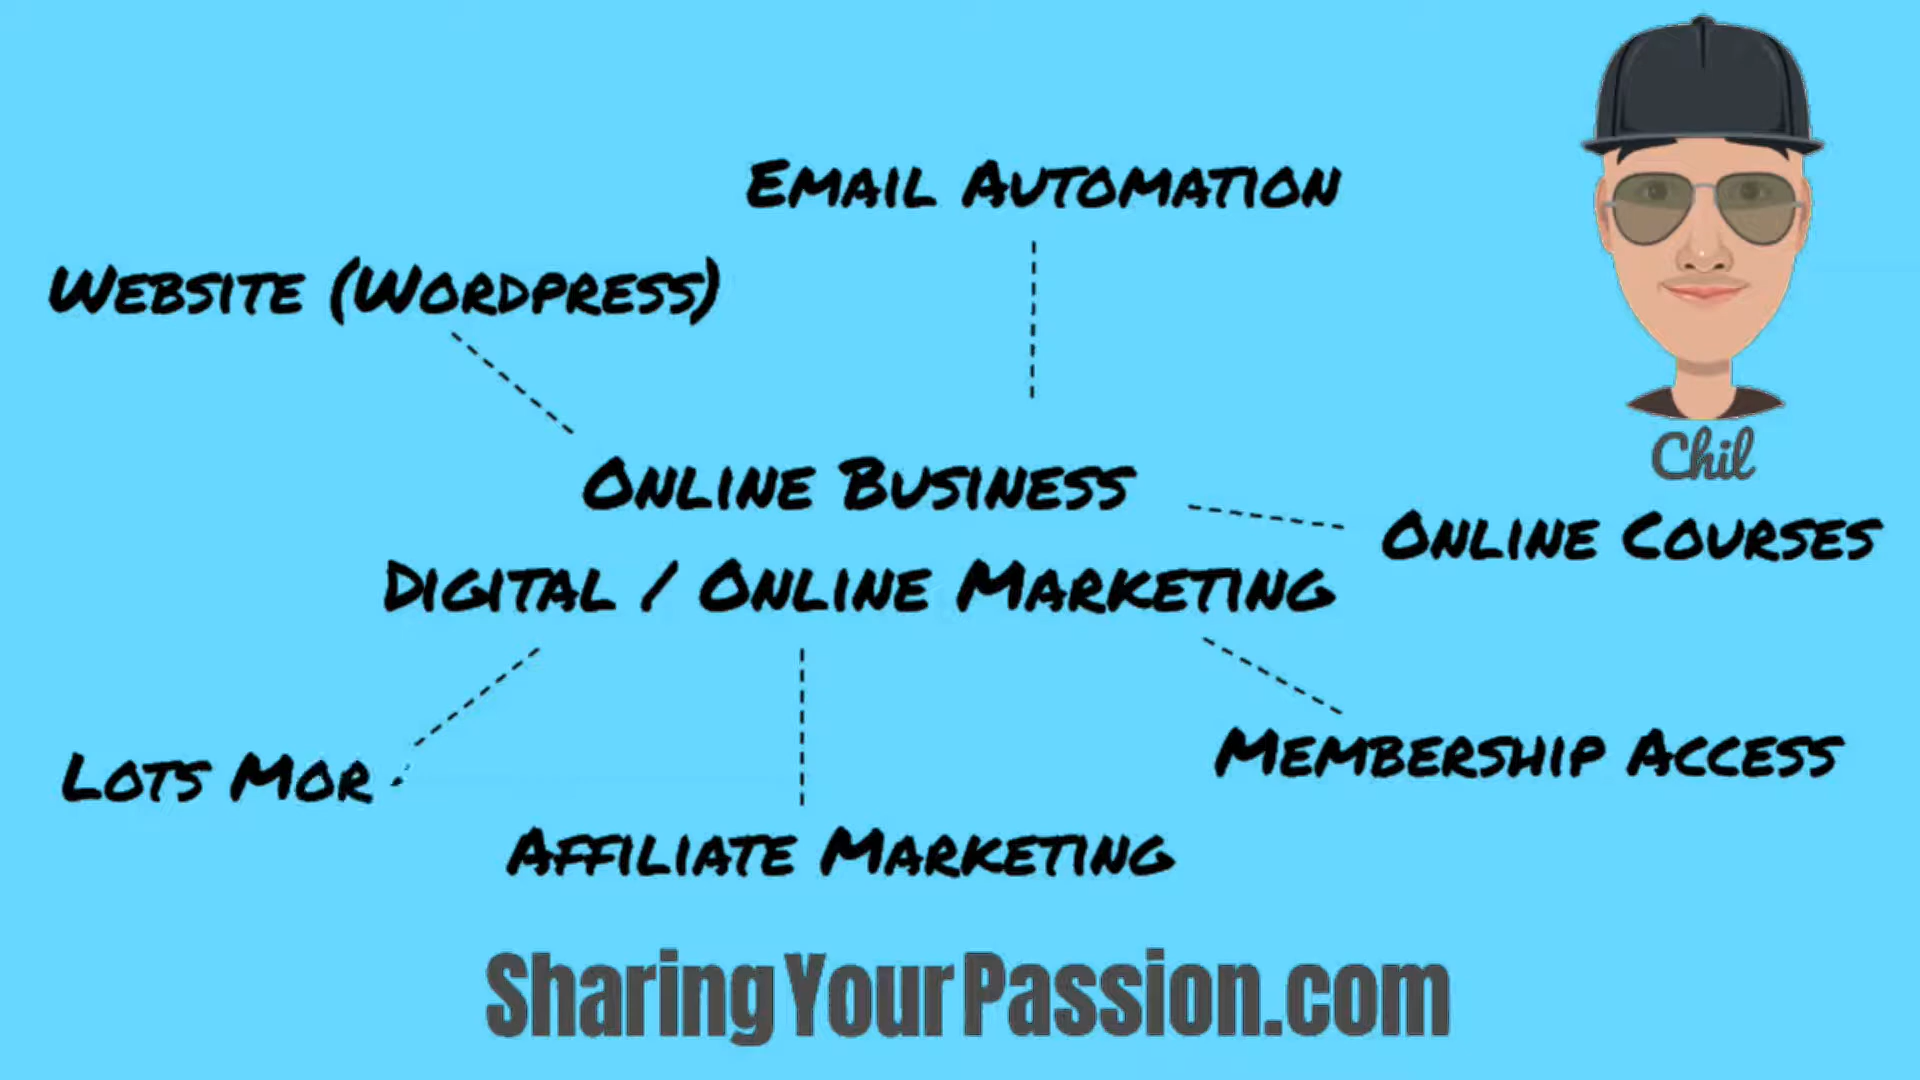 Email Automation
Website (Wordpress)
Chil
Online Business
Online Courses
Digital / Online Marketing
Membership Access
Lots Mor
Affiliate Marketing
SharingYourPassion.com